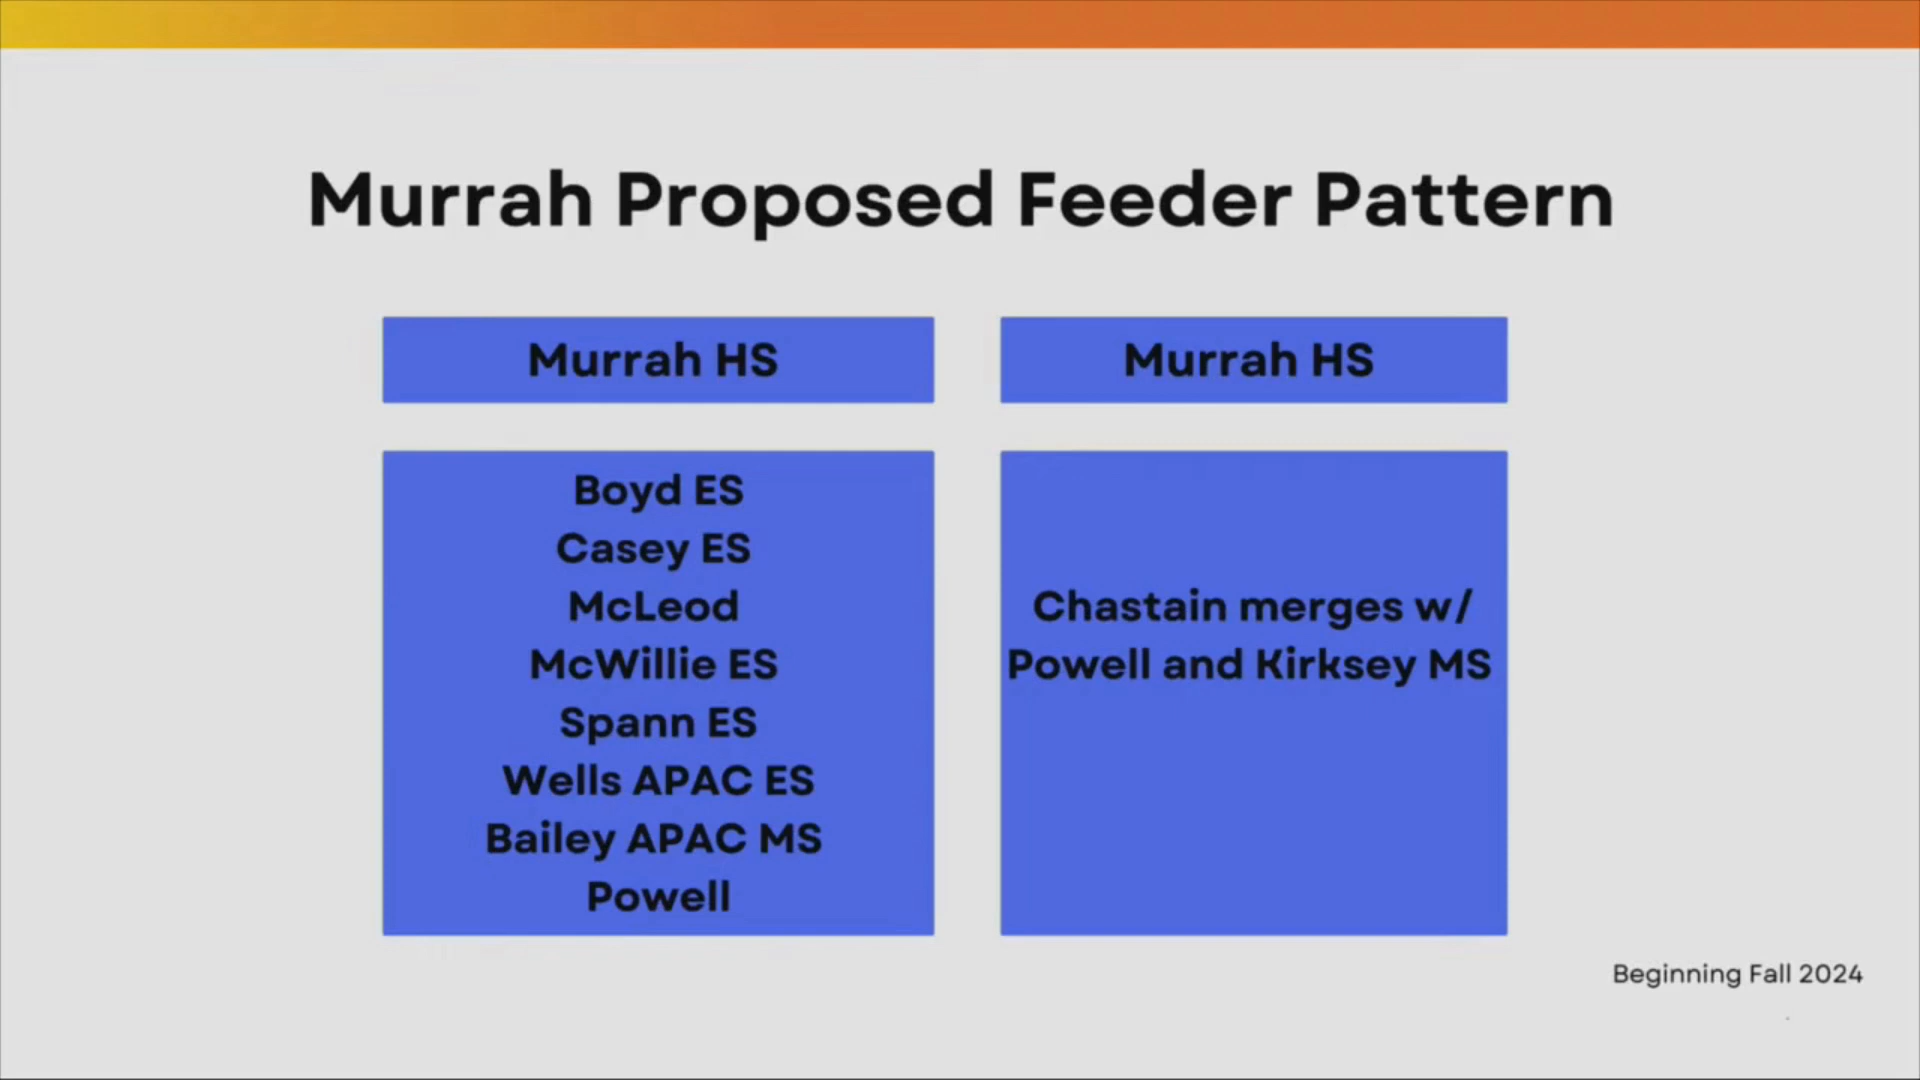 Murrah Proposed Feeder Pattern
Murrah HS
Boyd ES
Casey ES
McLeod
McWillie ES
Spann ES
Wells APAC ES
Bailey APAC MS
Powell
Murrah HS
Chastain merges w/
Powell and Kirksey MS
Beginning Fall 2024